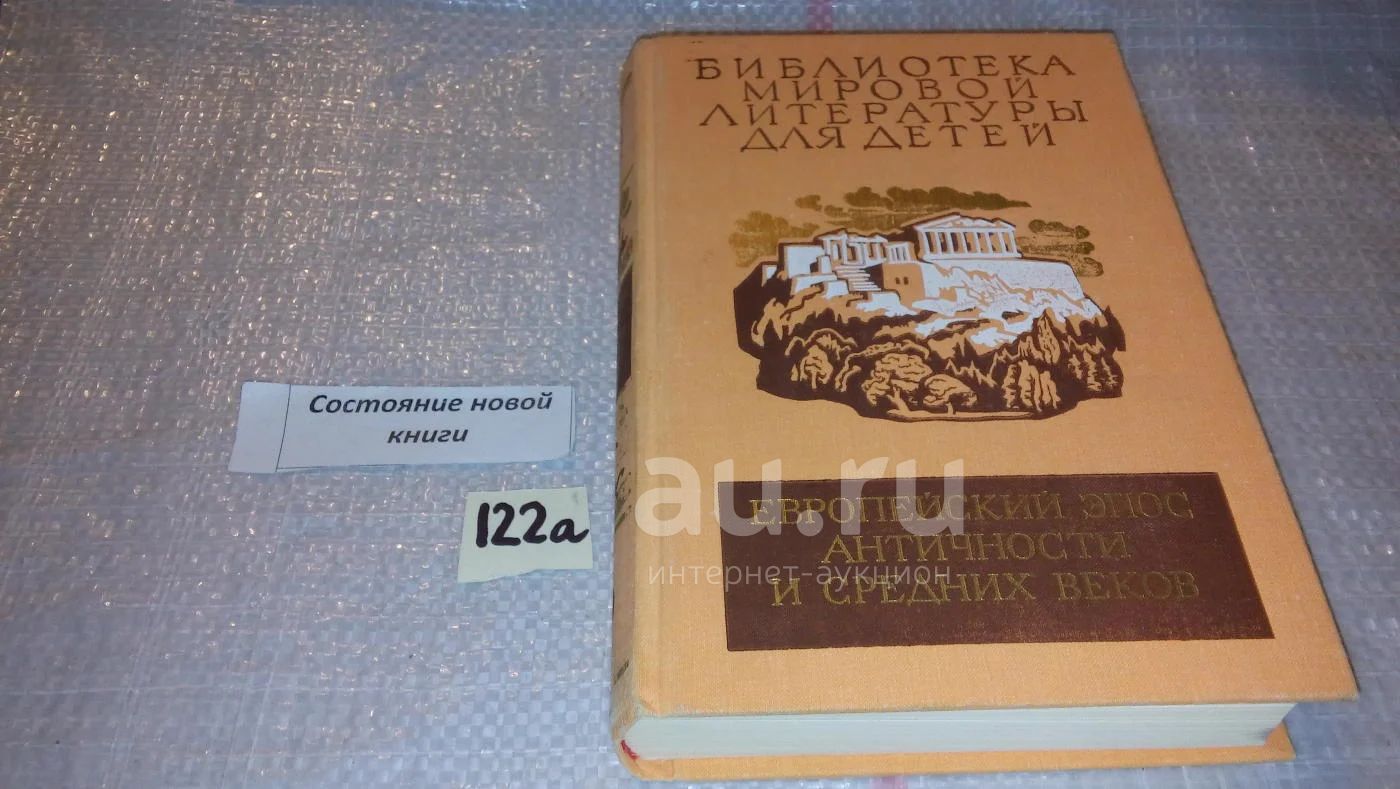 БИБЛИОТЕКА
МИРОВОЙ
ЛИТЕРАТУРЫ
ДЛЯ ДЕТЕЙ
Состояние новой
книги
122а
ЕВРОПЕЙСКИЙ ЭПОС
АНТИЧНОСТИ
И СРЕДНИХ ВЕКОВ
au.ru
интернет-аукцион